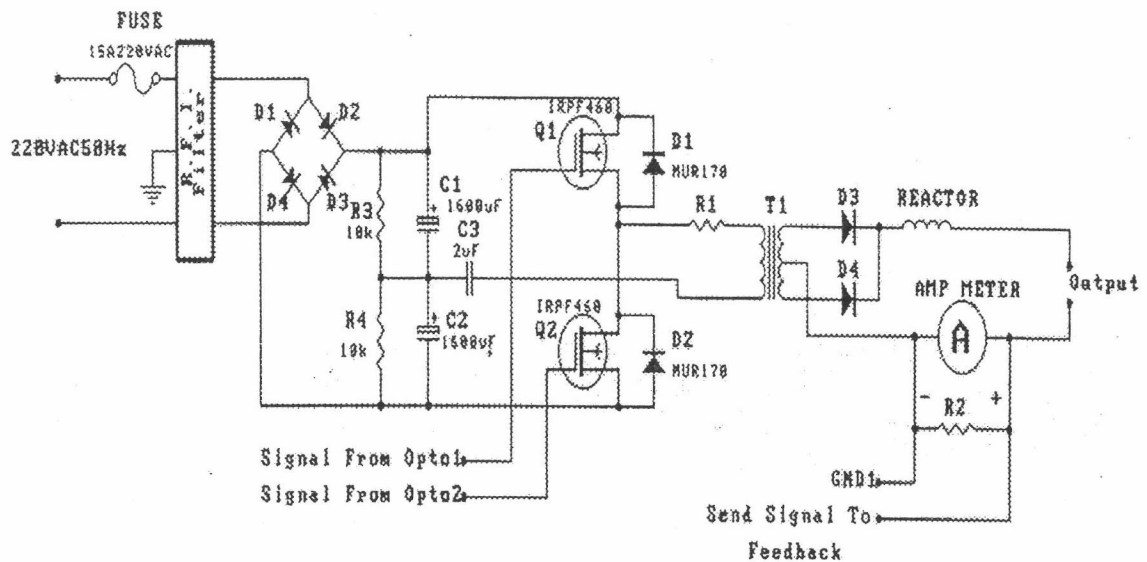 FUSE
15A220VAC
R.F.I.
Filter
220VAC50Hz
D1
D2
D4
D3
R3
10k
C1
1600uF
C3
2uF
R4
10k
C2
1600uF
IRPF460
Q1
D1
MUR170
R1
T1
D3
REACTOR
D4
AMP METER
Output
A
IRPF460
Q2
D2
MUR170
-
R2
+
Signal From Opto1
Signal From Opto2
GND1
Send Signal To
Feedback